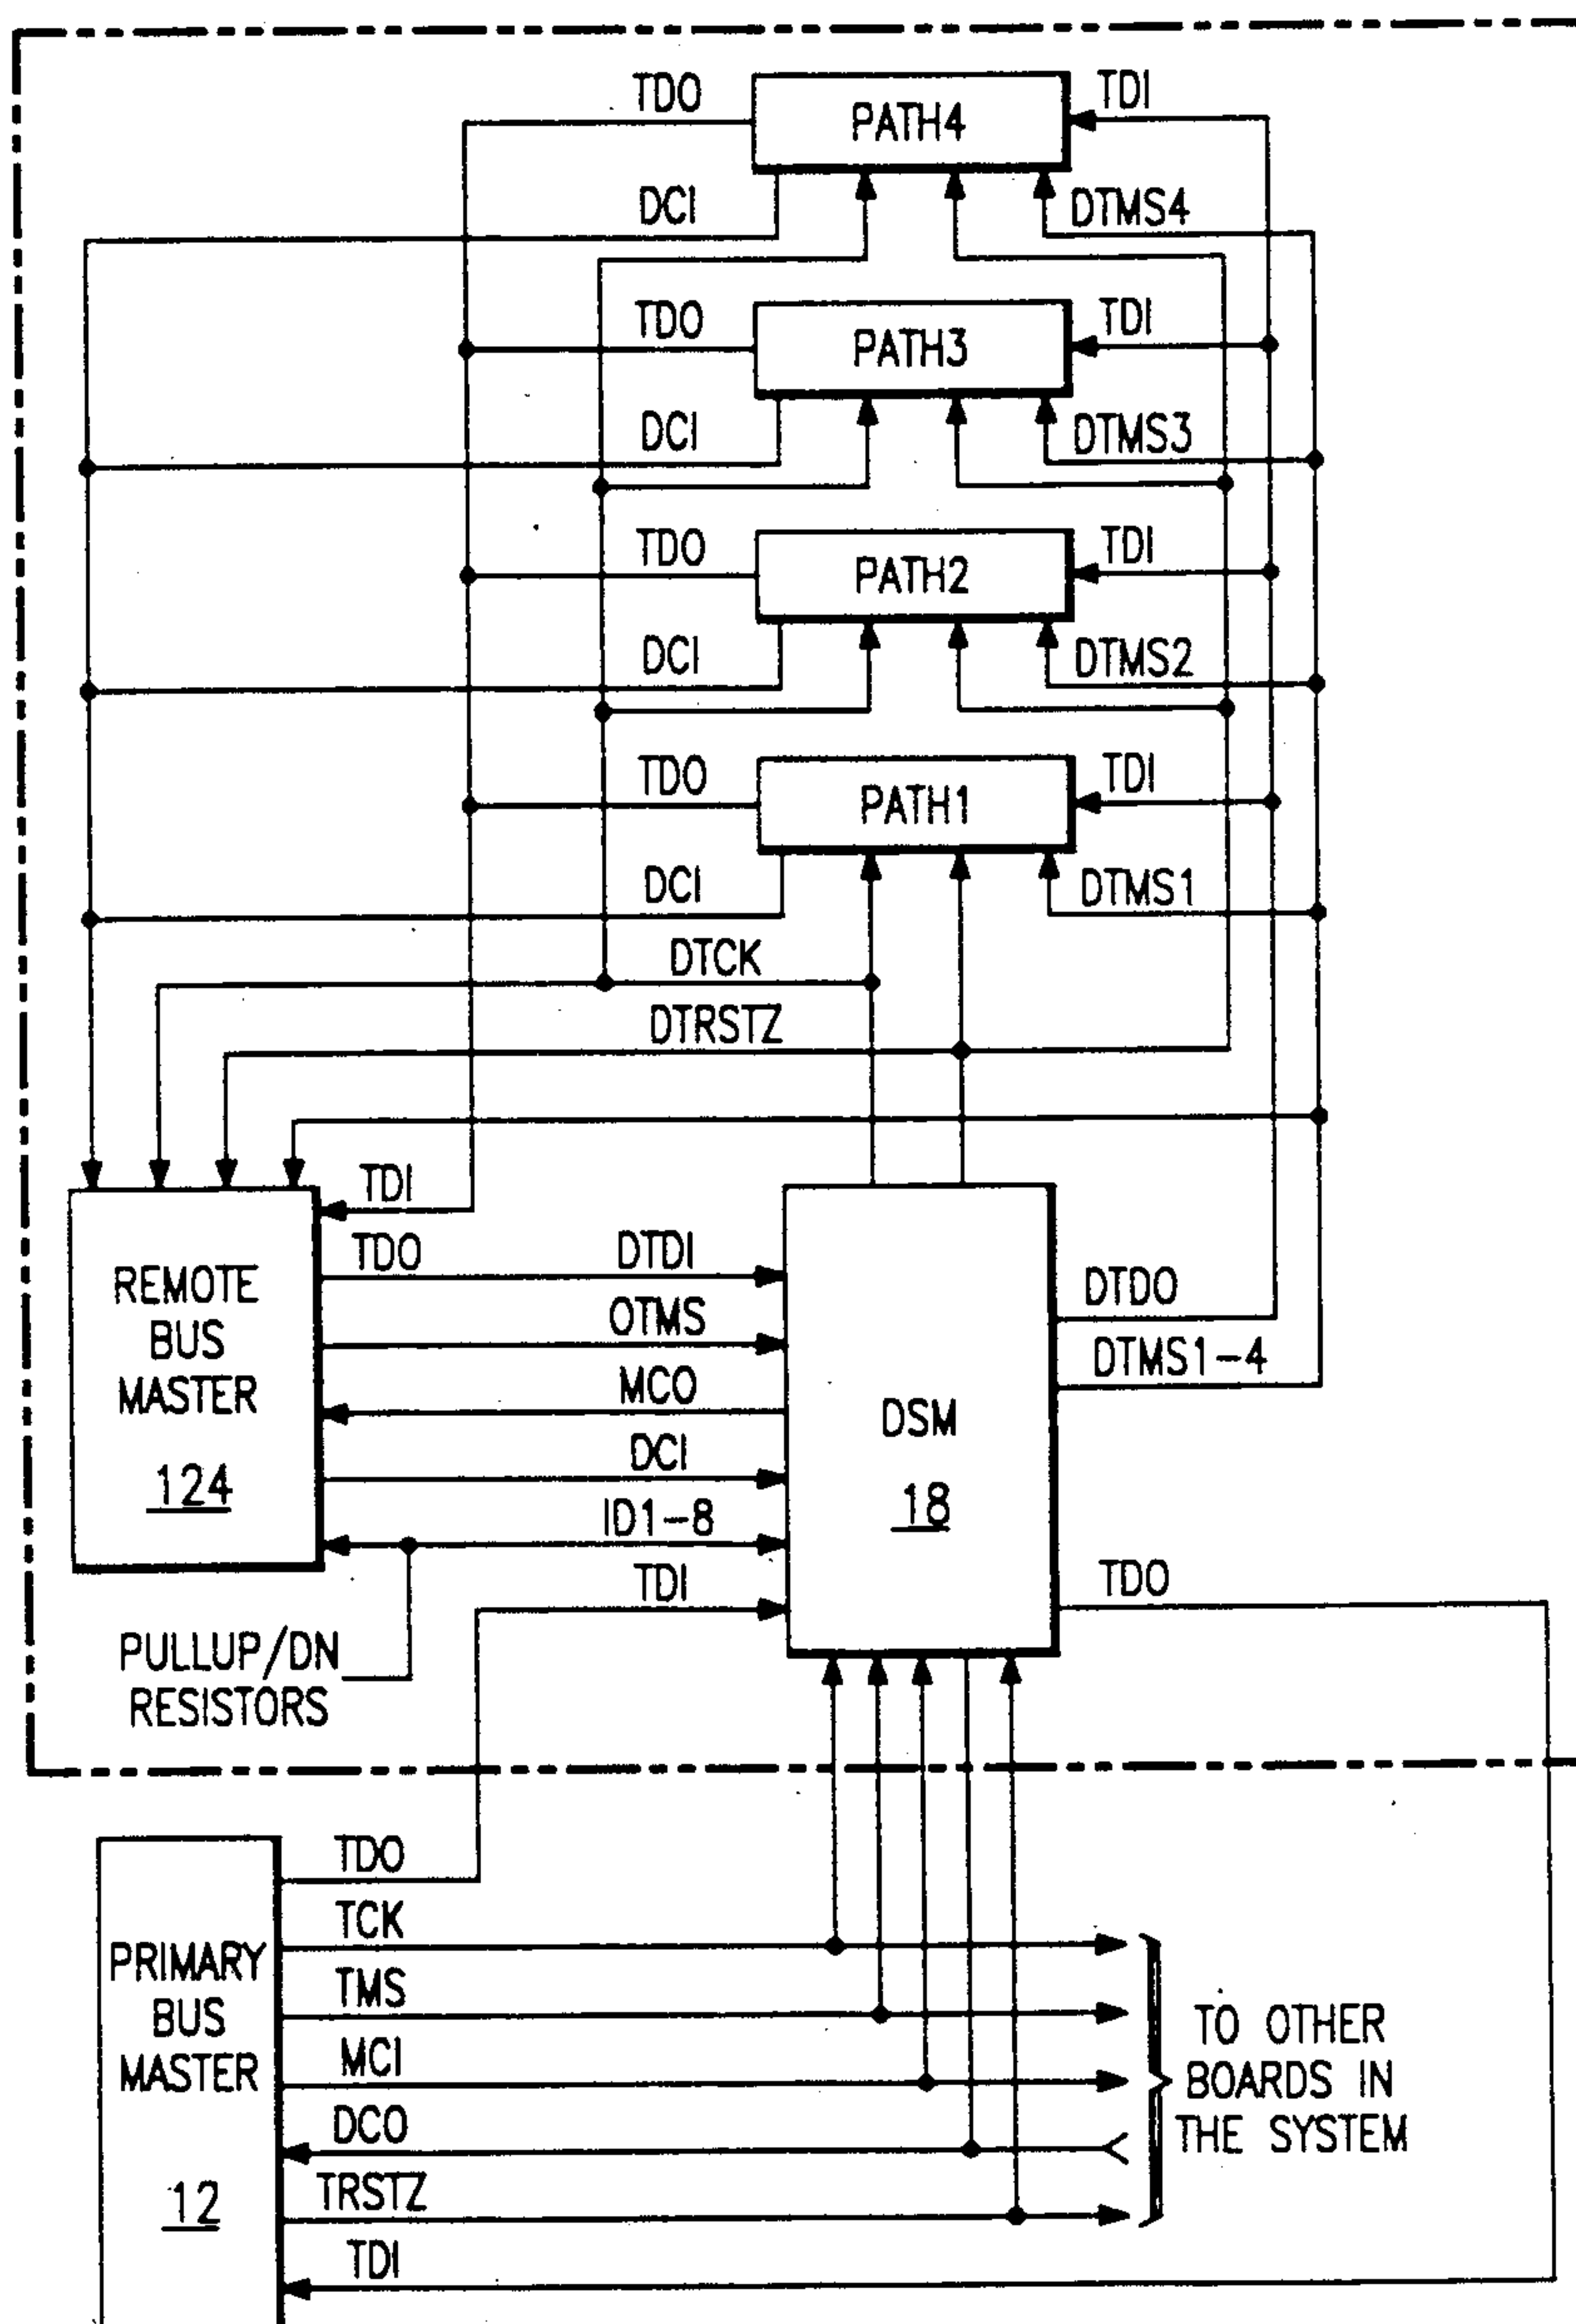 TDO
PATH4
TDI
DCI
DTMS4
TDO
PATH3
TDI
DCI
DTMS3
TDO
PATH2
TDI
DCI
DTMS2
TDO
PATH1
TDI
DCI
DTMS1
DTCK
DTRSTZ
TDI
TDO
DTDI
REMOTE
BUS
MASTER
124
OTMS
MCO
DCI
ID1-8
TDI
DSM
18
DTDO
DTMS1-4
TDO
PULLUP/DN
RESISTORS
PRIMARY
BUS
MASTER
12
TDO
TCK
TMS
MCI
DCO
TRSTZ
TDI
TO OTHER
BOARDS IN
THE SYSTEM